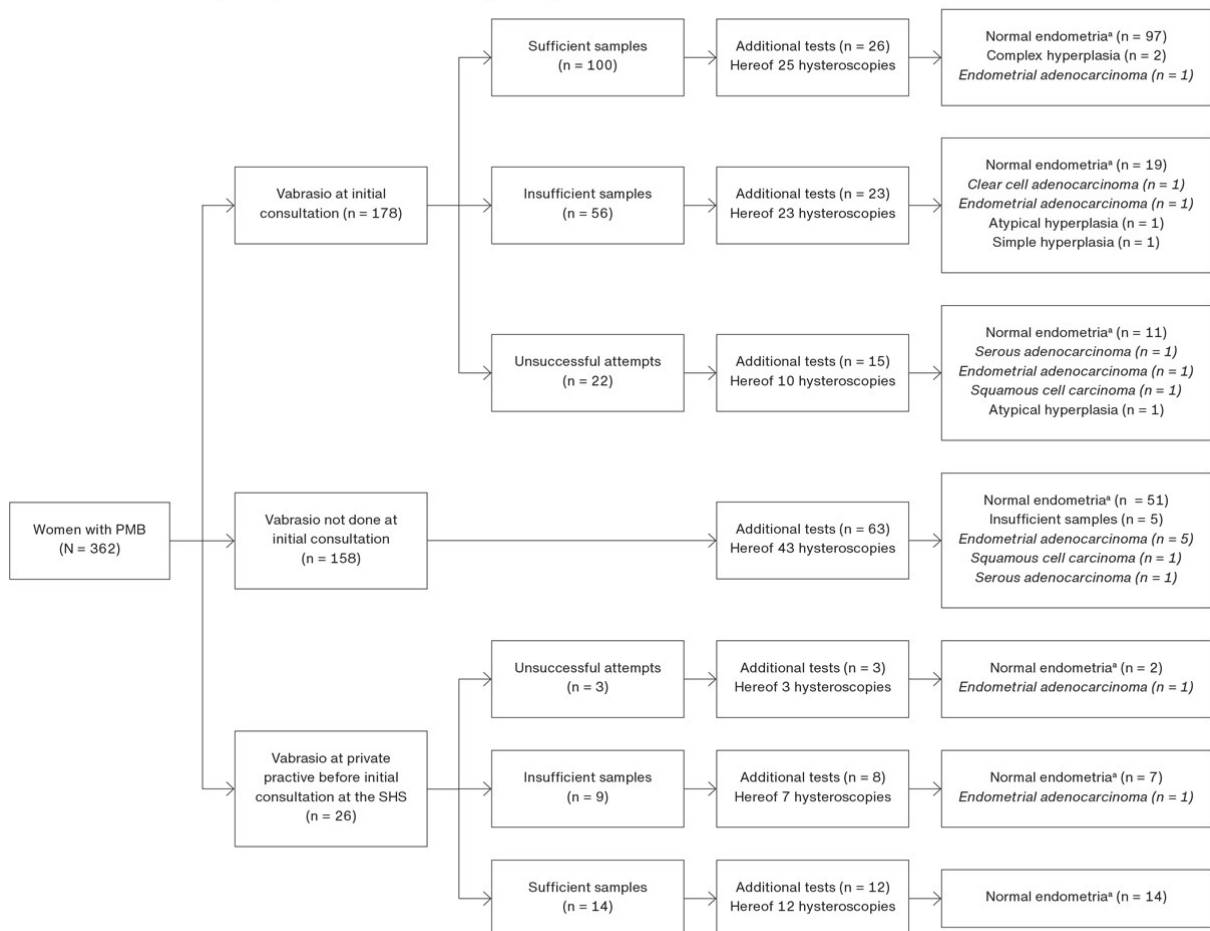 Women with PMB
(N = 362)
Vabrasio at initial
consultation (n = 178)
Sufficient samples
(n = 100)
Additional tests (n = 26)
Hereof 25 hysteroscopies
Normal endometriaª (n = 97)
Complex hyperplasia (n = 2)
Endometrial adenocarcinoma (n = 1)
Insufficient samples
(n = 56)
Additional tests (n = 23)
Hereof 23 hysteroscopies
Normal endometriaª (n = 19)
Clear cell adenocarcinoma (n = 1)
Endometrial adenocarcinoma (n = 1)
Atypical hyperplasia (n = 1)
Simple hyperplasia (n = 1)
Unsuccessful attempts
(n = 22)
Additional tests (n = 15)
Hereof 10 hysteroscopies
Normal endometriaª (n = 11)
Serous adenocarcinoma (n = 1)
Endometrial adenocarcinoma (n = 1)
Squamous cell carcinoma (n = 1)
Atypical hyperplasia (n = 1)
Vabrasio not done at
initial consultation
(n = 158)
Additional tests (n = 63)
Hereof 43 hysteroscopies
Normal endometriaª (n = 51)
Insufficient samples (n = 5)
Endometrial adenocarcinoma (n = 5)
Squamous cell carcinoma (n = 1)
Serous adenocarcinoma (n = 1)
Vabrasio at private
practive before initial
consultation at the SHS
(n = 26)
Unsuccessful attempts
(n = 3)
Additional tests (n = 3)
Hereof 3 hysteroscopies
Normal endometriaª (n = 2)
Endometrial adenocarcinoma (n = 1)
Insufficient samples
(n = 9)
Additional tests (n = 8)
Hereof 7 hysteroscopies
Normal endometriaª (n = 7)
Endometrial adenocarcinoma (n = 1)
Sufficient samples
(n = 14)
Additional tests (n = 12)
Hereof 12 hysteroscopies
Normal endometriaª (n = 14)